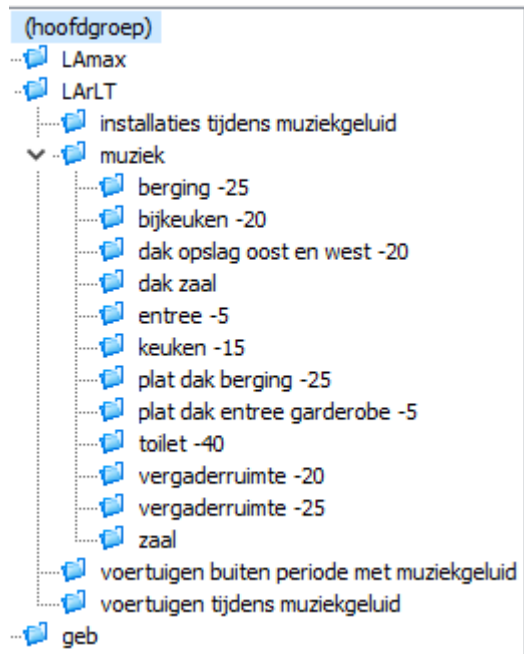 (hoofdgroep)
LAmax
LArLT
installaties tijdens muziekgeluid
muziek
berging -25
bijkeuken -20
dak opslag oost en west -20
dak zaal
entree -5
keuken -15
plat dak berging -25
plat dak entree garderobe -5
toilet -40
vergaderruimte -20
vergaderruimte -25
zaal
voertuigen buiten periode met muziekgeluid
voertuigen tijdens muziekgeluid
geb